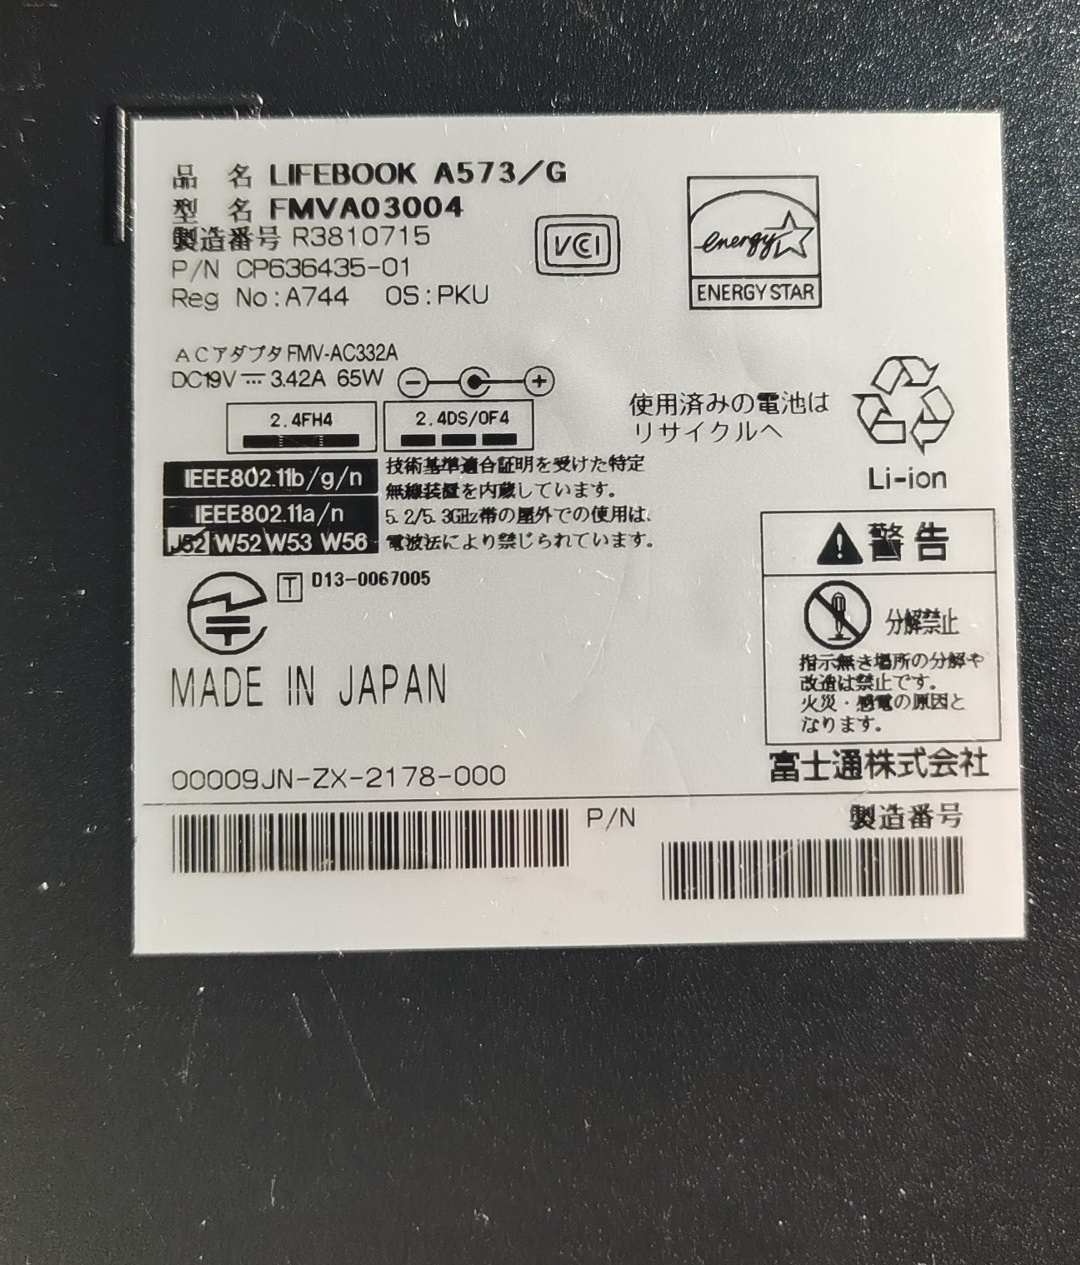 品 名 LIFEBOOK A573/G
型 名 FMVA03004
製造番号 R3810715
P/N CP636435-01
Reg No:A744 OS:PKU
VCCI
energy
ENERGY STAR
ACアダプタ FMV-AC332A
DC19V 3.42A 65W
2.4FH4
2.4DS/OF4
使用済みの電池は
リサイクルへ
Li-ion
IEEE802.11b/g/n
IEEE802.11a/n
J52 W52 W53 W56
技術基準適合証明を受けた特定
無線装置を内蔵しています。
5.2/5.3GHz帯の屋外での使用は、
電波法により禁じられています。
T D13-0067005
MADE IN JAPAN
警告
分解禁止
指示無き場所の分解や
改造は禁止です。
火災・感電の原因と
なります。
富士通株式会社
00009JN-ZX-2178-000
P/N
製造番号